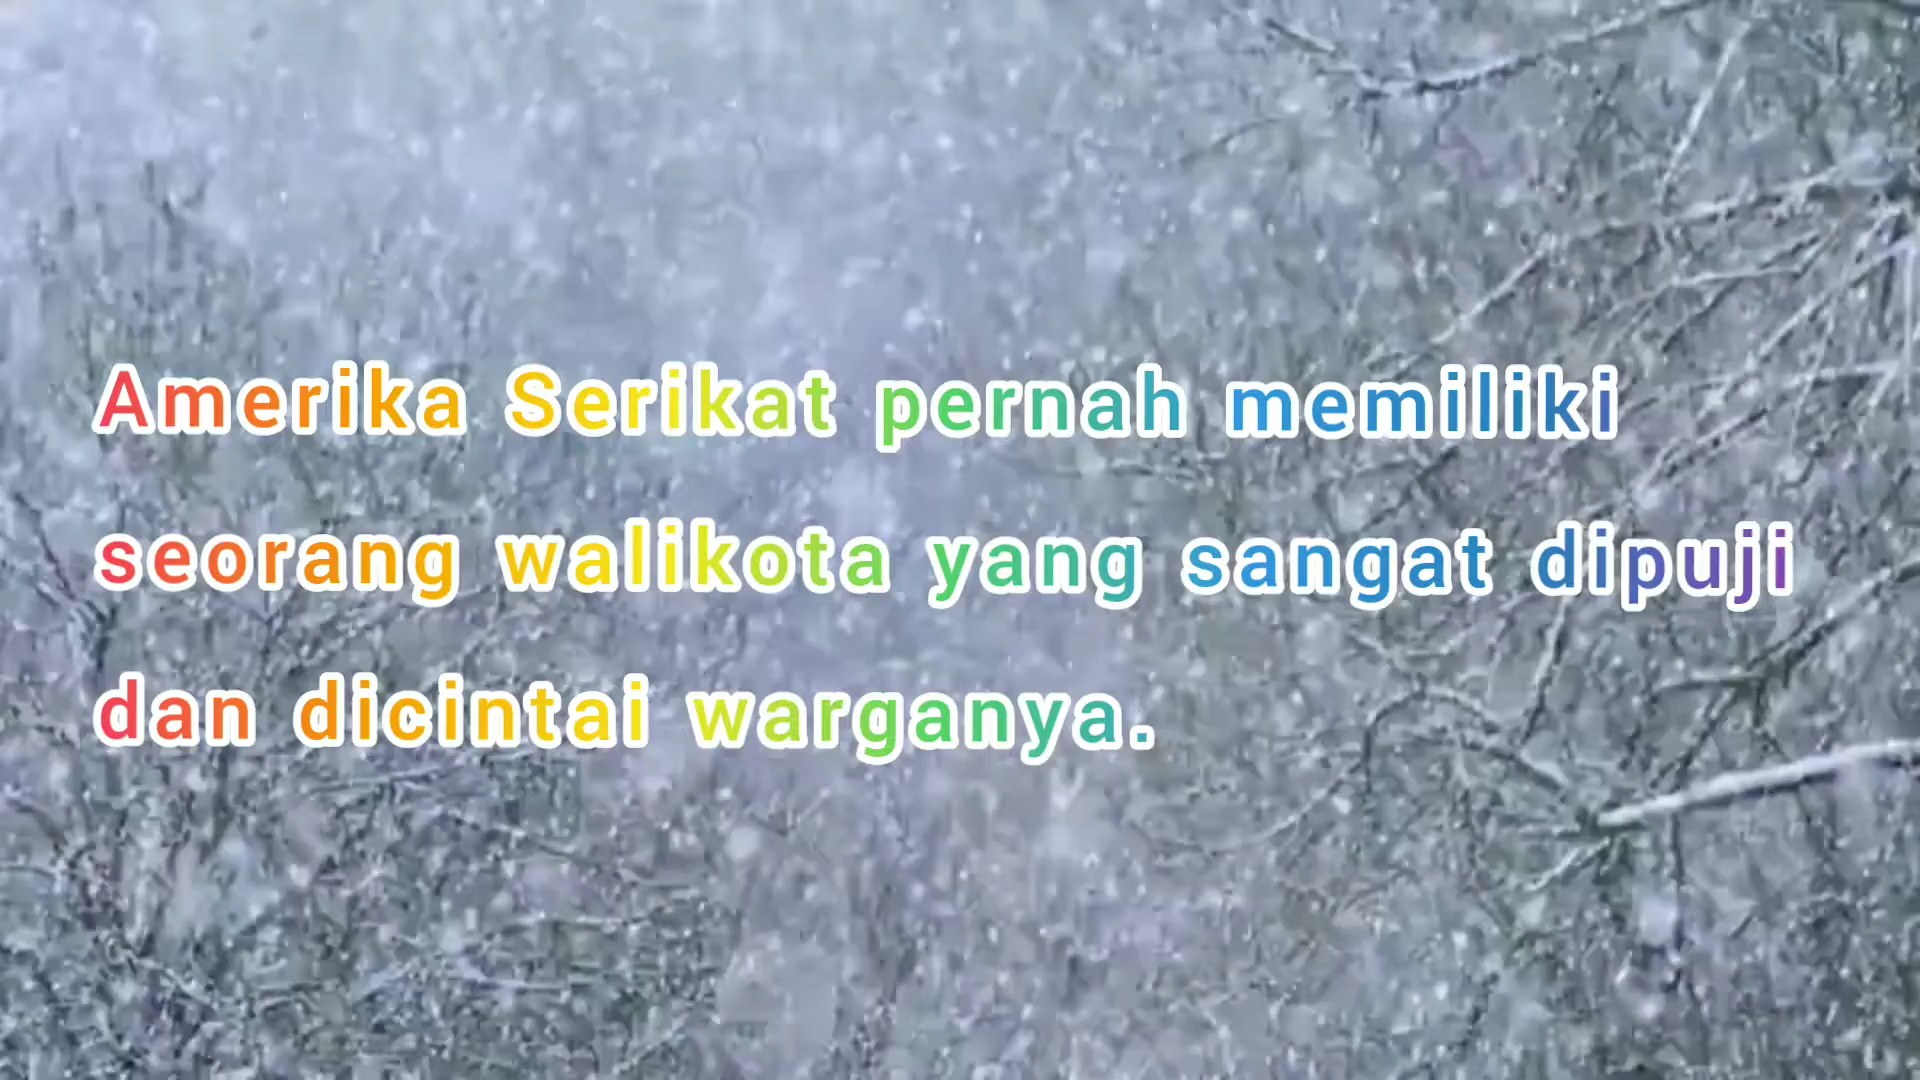 Amerika Serikat pernah memiliki
seorang walikota yang sangat dipuji
dan dicintai warganya.